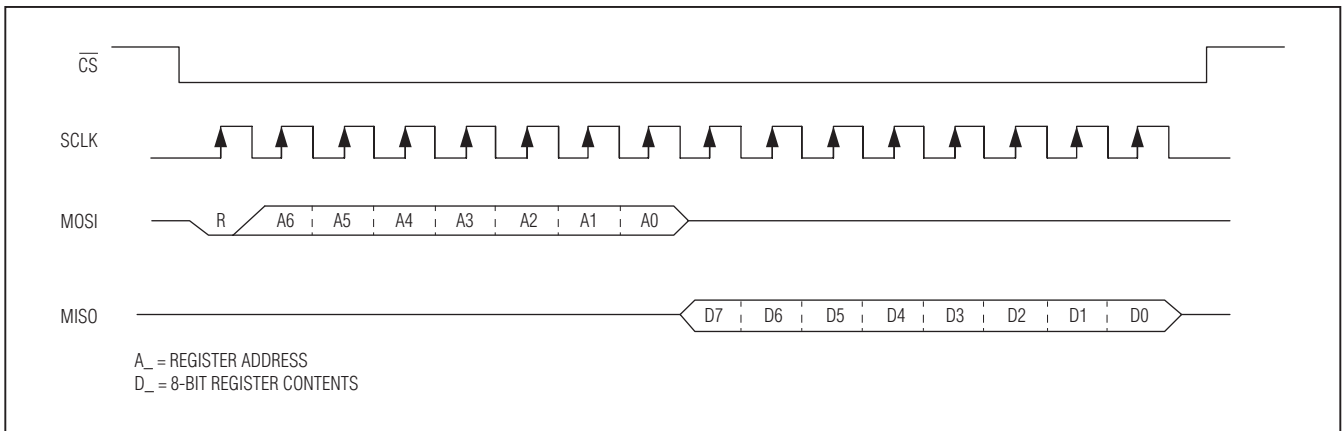 CS
SCLK
MOSI R A6 A5 A4 A3 A2 A1 A0
MISO D7 D6 D5 D4 D3 D2 D1 D0
A_ = REGISTER ADDRESS
D_ = 8-BIT REGISTER CONTENTS